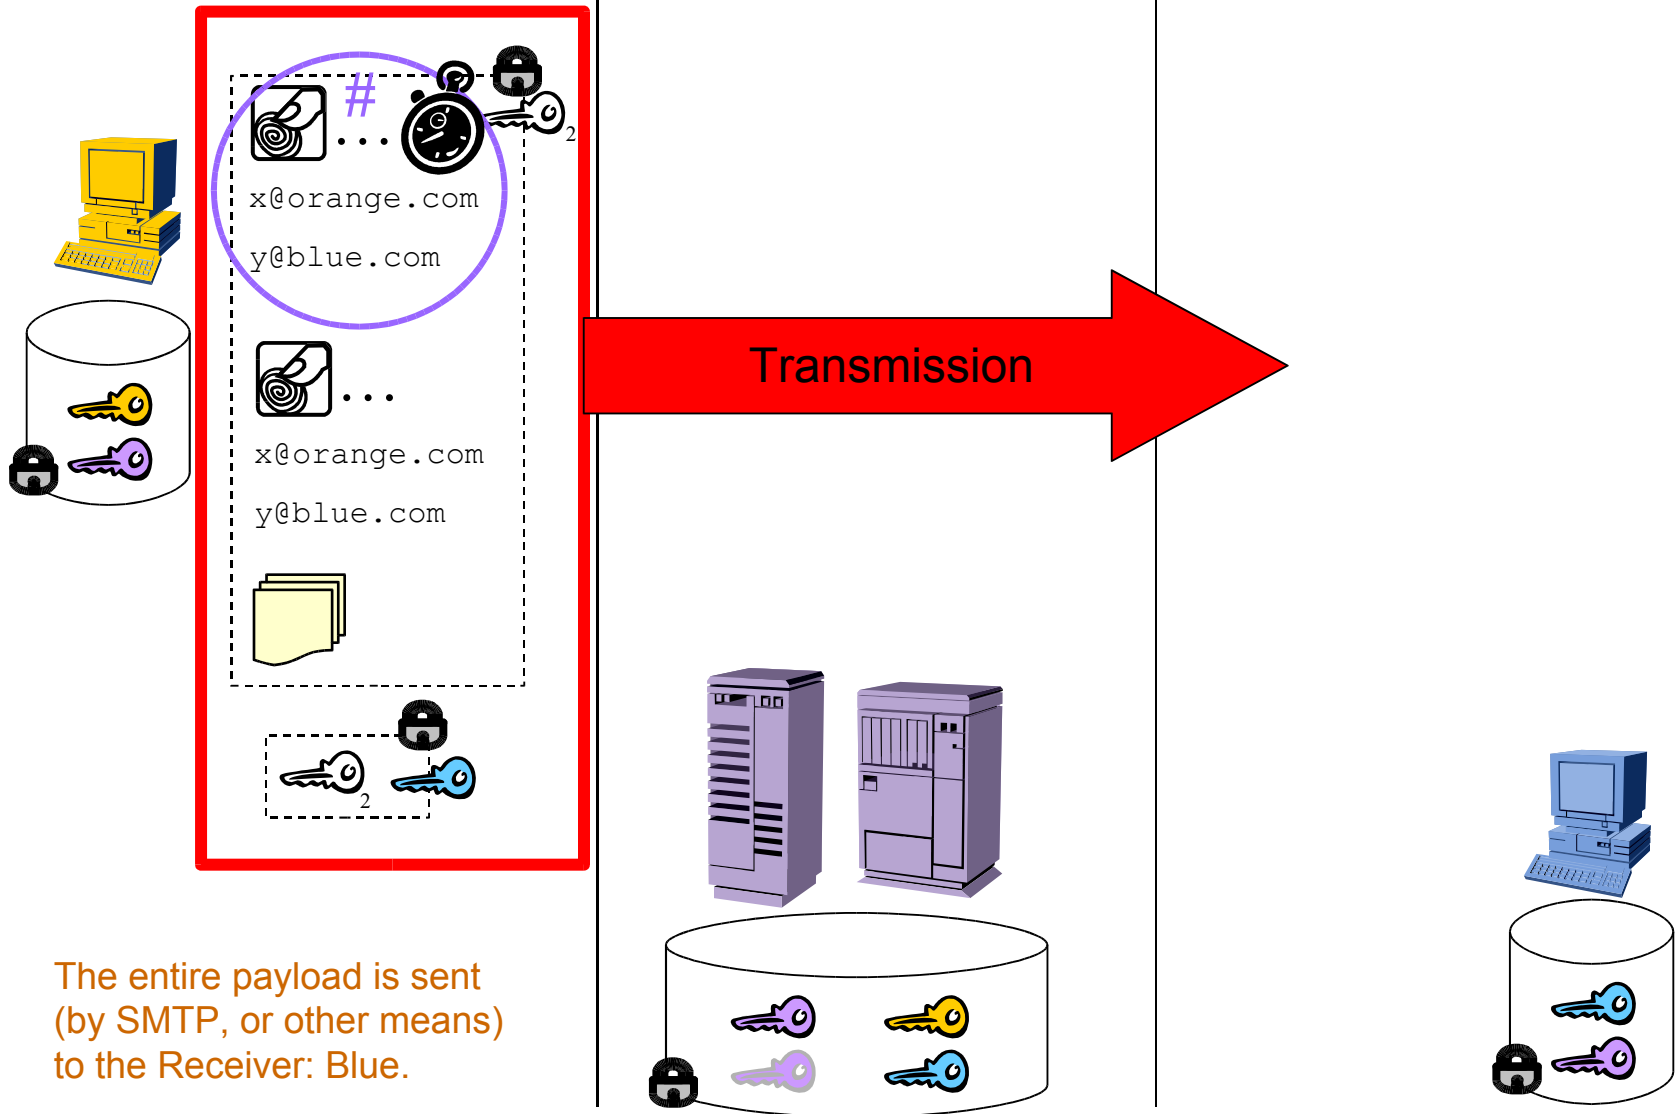 #
...
2
x@orange.com
y@blue.com
Transmission
...
x@orange.com
y@blue.com
2
The entire payload is sent
(by SMTP, or other means)
to the Receiver: Blue.